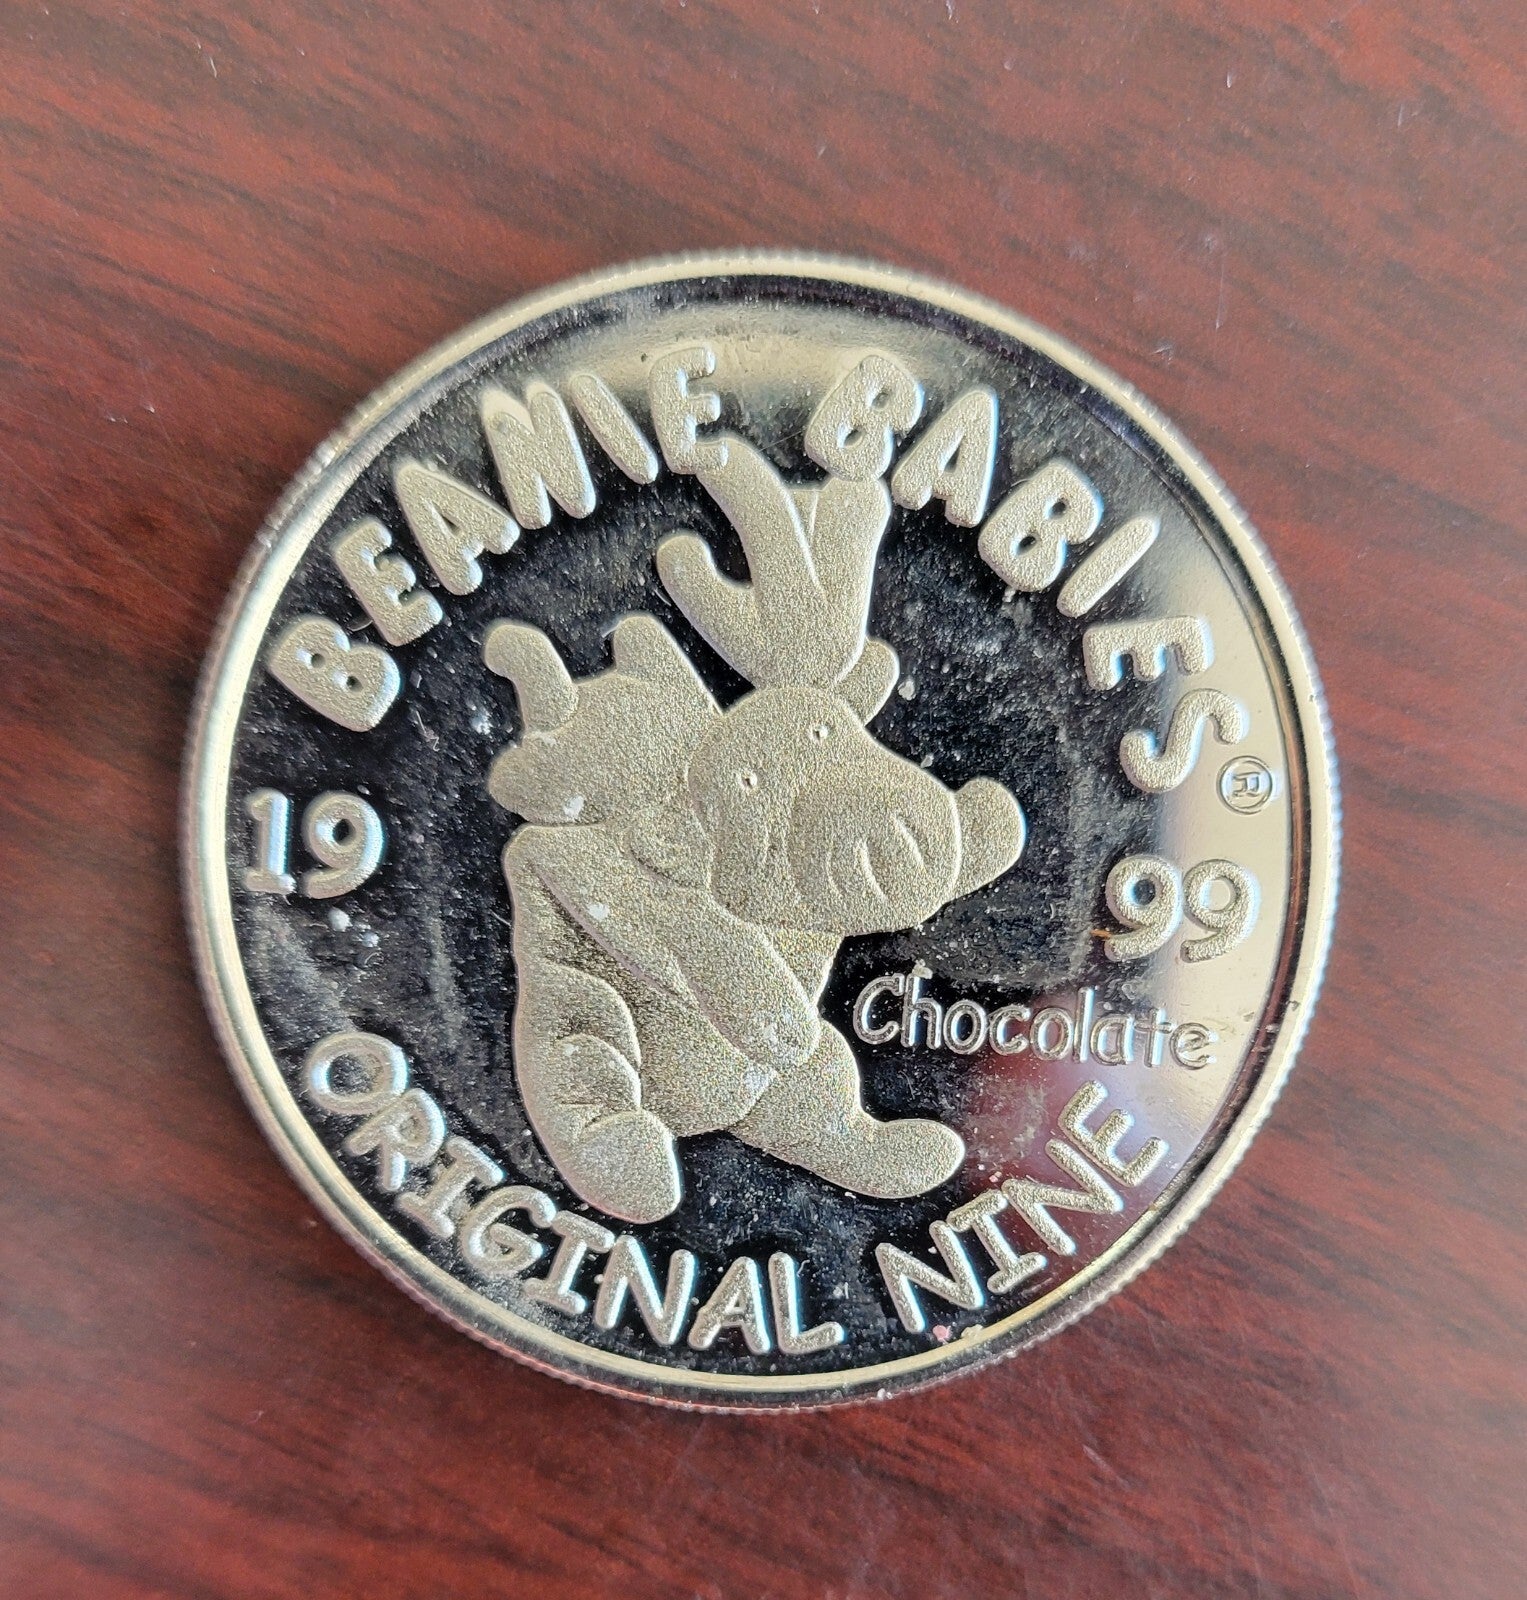 BEANIE BABIES®
19 99
Chocolate
ORIGINAL NINE